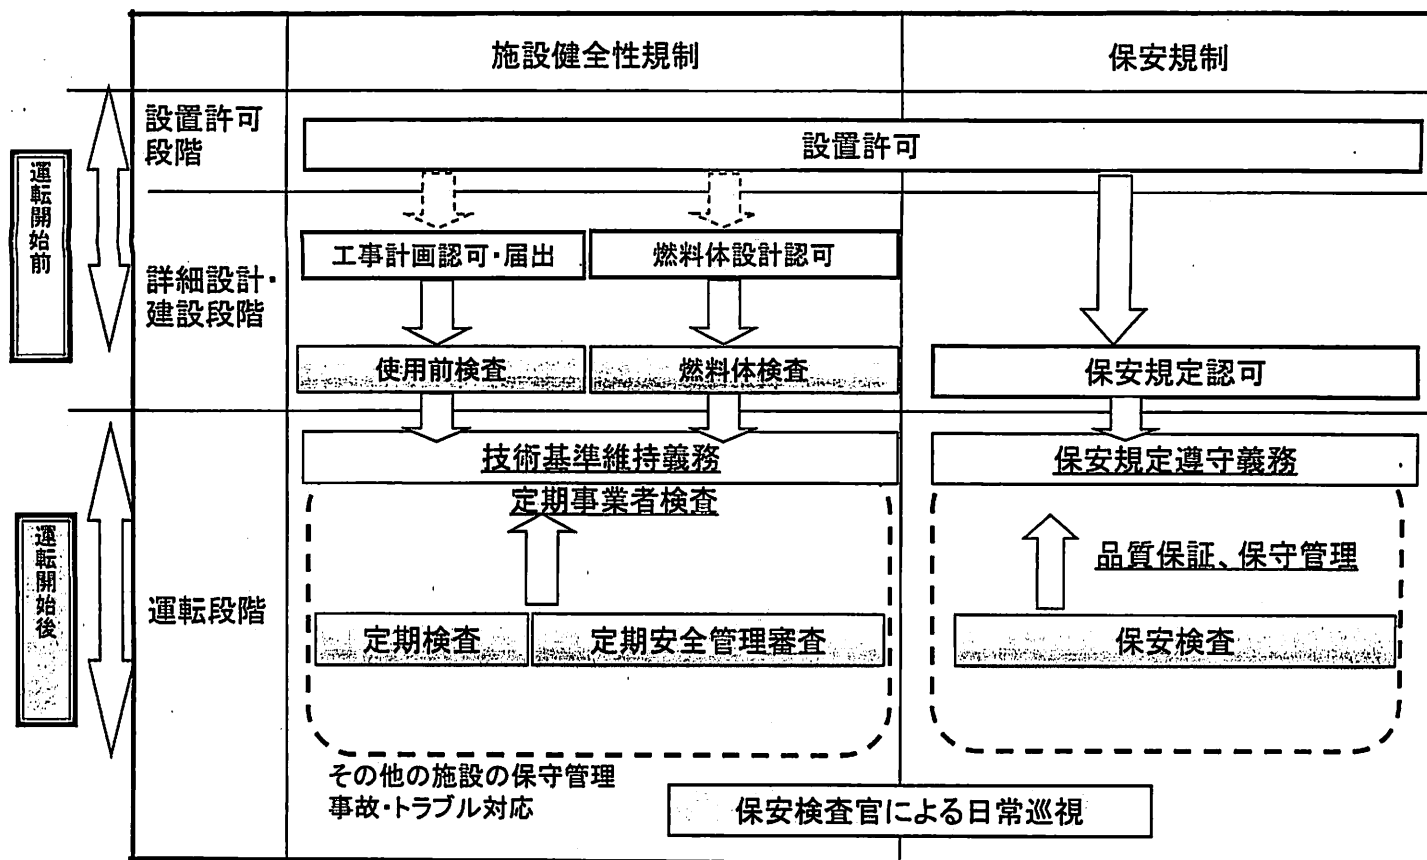 施設健全性規制
保安規制
運転開始前
設置許可
段階
設置許可
詳細設計・
建設段階
工事計画認可・届出
燃料体設計認可
使用前検査
燃料体検査
保安規定認可
運転開始後
運転段階
技術基準維持義務
定期事業者検査
保安規定遵守義務
品質保証、保守管理
定期検査
定期安全管理審査
保安検査
その他の施設の保守管理
事故・トラブル対応
保安検査官による日常巡視